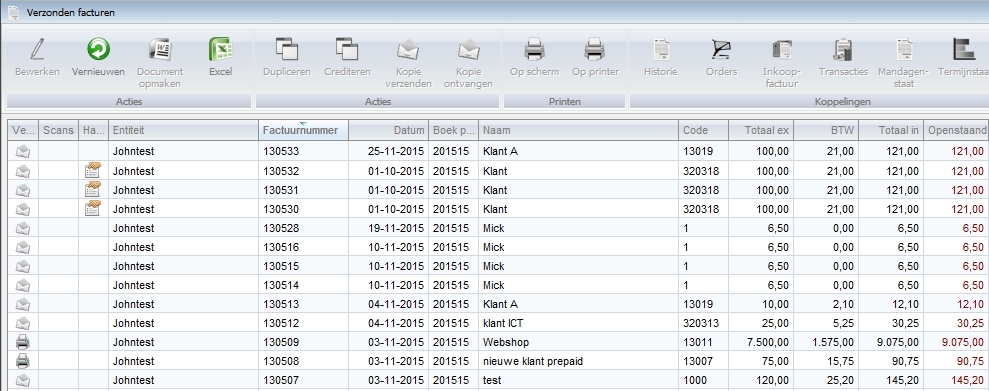 Verzonden facturen
Bewerken Vernieuwen Document opmaken Excel Dupliceren Crediteren Kopie verzenden Kopie ontvangen Op scherm Op printer Historie Orders Inkoop-factuur Transacties Mandagen-staat Termijnstaa
Acties Acties Printen Koppelingen
Ve... Scans Ha... Entiteit Factuurnummer Datum Boek p... Naam Code Totaal ex BTW Totaal in Openstaand
Johntest 130533 25-11-2015 201515 Klant A 13019 100,00 21,00 121,00 121,00
Johntest 130532 01-10-2015 201515 Klant 320318 100,00 21,00 121,00 121,00
Johntest 130531 01-10-2015 201515 Klant 320318 100,00 21,00 121,00 121,00
Johntest 130530 01-10-2015 201515 Klant 320318 100,00 21,00 121,00 121,00
Johntest 130528 19-11-2015 201515 Mick 1 6,50 0,00 6,50 6,50
Johntest 130516 10-11-2015 201515 Mick 1 6,50 0,00 6,50 6,50
Johntest 130515 10-11-2015 201515 Mick 1 6,50 0,00 6,50 6,50
Johntest 130514 10-11-2015 201515 Mick 1 6,50 0,00 6,50 6,50
Johntest 130513 04-11-2015 201515 Klant A 13019 10,00 2,10 12,10 12,10
Johntest 130512 04-11-2015 201515 klant ICT 320313 25,00 5,25 30,25 30,25
Johntest 130509 03-11-2015 201515 Webshop 13011 7.500,00 1.575,00 9.075,00 9.075,00
Johntest 130508 03-11-2015 201515 nieuwe klant prepaid 13007 75,00 15,75 90,75 90,75
Johntest 130507 03-11-2015 201515 test 1000 120,00 25,20 145,20 145,20